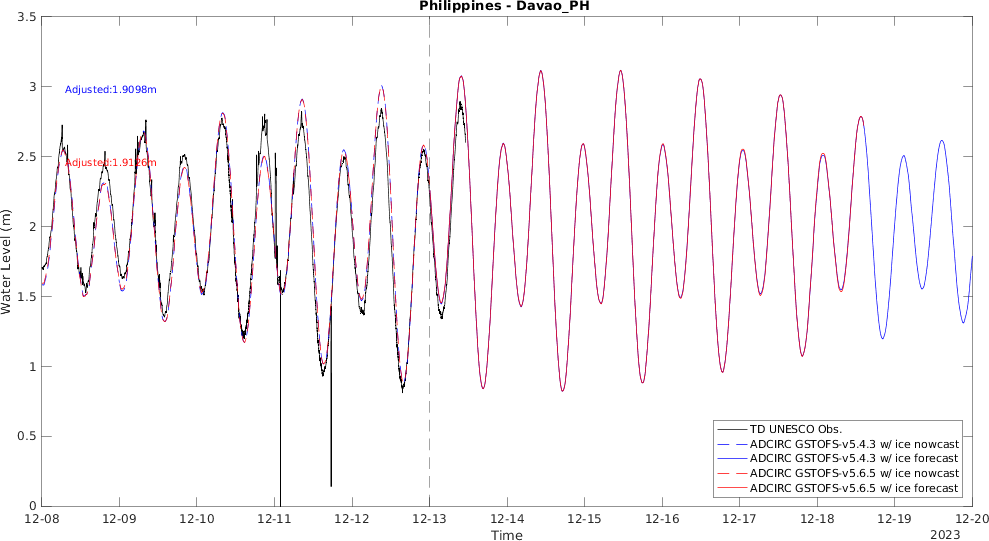 Philippines - Davao_PH
3.5
3
2.5
2
1.5
1
0.5
0
Water Level (m)
Adjusted:1.9098m
Adjusted:1.9126m
TD UNESCO Obs.
ADCIRC GSTOFS-v5.4.3 w/ ice nowcast
ADCIRC GSTOFS-v5.4.3 w/ ice forecast
ADCIRC GSTOFS-v5.6.5 w/ ice nowcast
ADCIRC GSTOFS-v5.6.5 w/ ice forecast
12-08 12-09 12-10 12-11 12-12 12-13 12-14 12-15 12-16 12-17 12-18 12-19 12-20
Time
2023